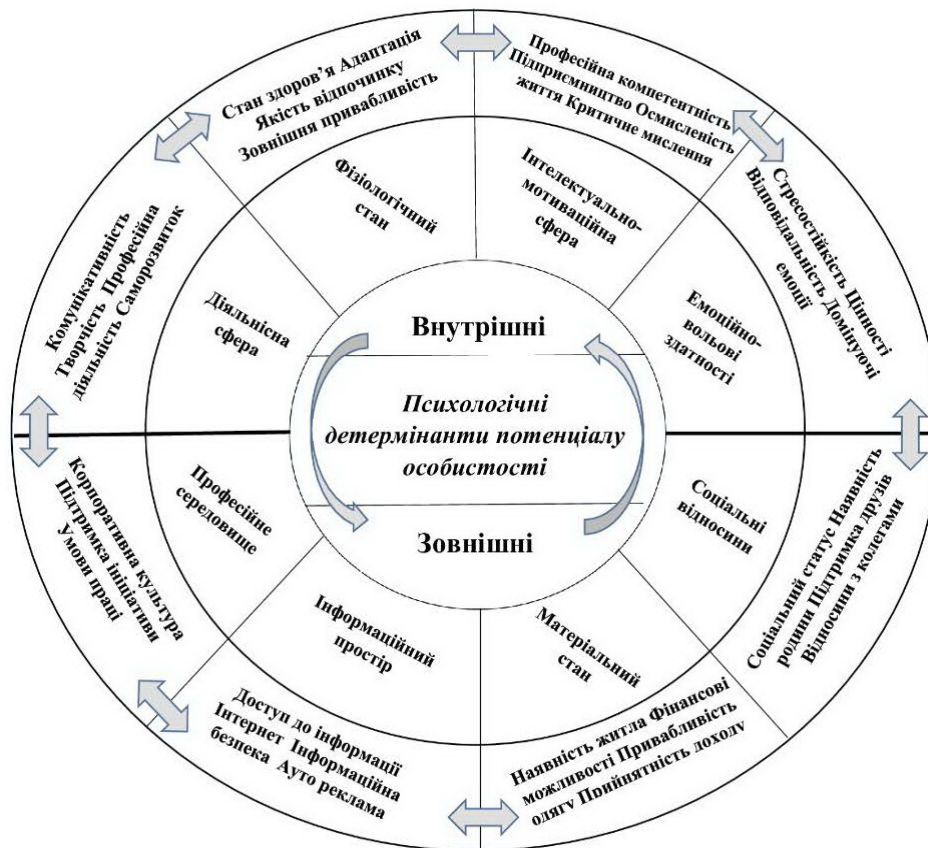 Стан здоров’я Адаптація
Якість відпочинку
Зовнішня привабливість
Професійна компетентність
Підприємництво Осмисленість
життя Критичне мислення
Стресостійкість Цінності
Відповідальність Домінуючі
емоції
Комунікативність
Творчість Професійна
діяльність Саморозвиток
Фізіологічний
стан
Інтелектуально-
мотиваційна
сфера
Діяльнісна
сфера
Емоційно-
вольові
здатності
Внутрішні
Психологічні
детермінанти потенціалу
особистості
Зовнішні
Професійне
середовище
Соціальні
відносини
Інформаційний
простір
Матеріальний
стан
Корпоративна культура
Підтримка ініціативи
Умови праці
Соціальний статус Наявність
родини Підтримка друзів
Відносини з колегами
Доступ до інформації
Інтернет Інформаційна
безпека Ауто реклама
Наявність житла Фінансові
можливості Привабливість
одягу Прийнятність доходу